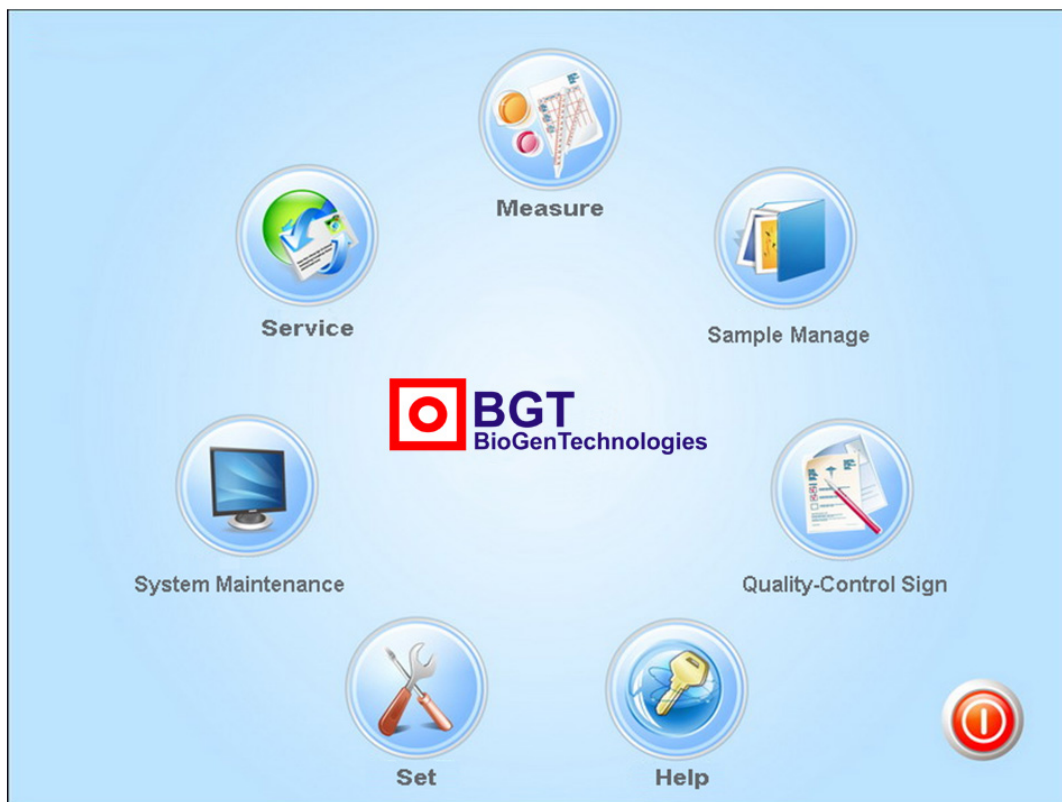 Measure
Service
Sample Manage
BGT
BioGenTechnologies
System Maintenance
Quality-Control Sign
Set
Help